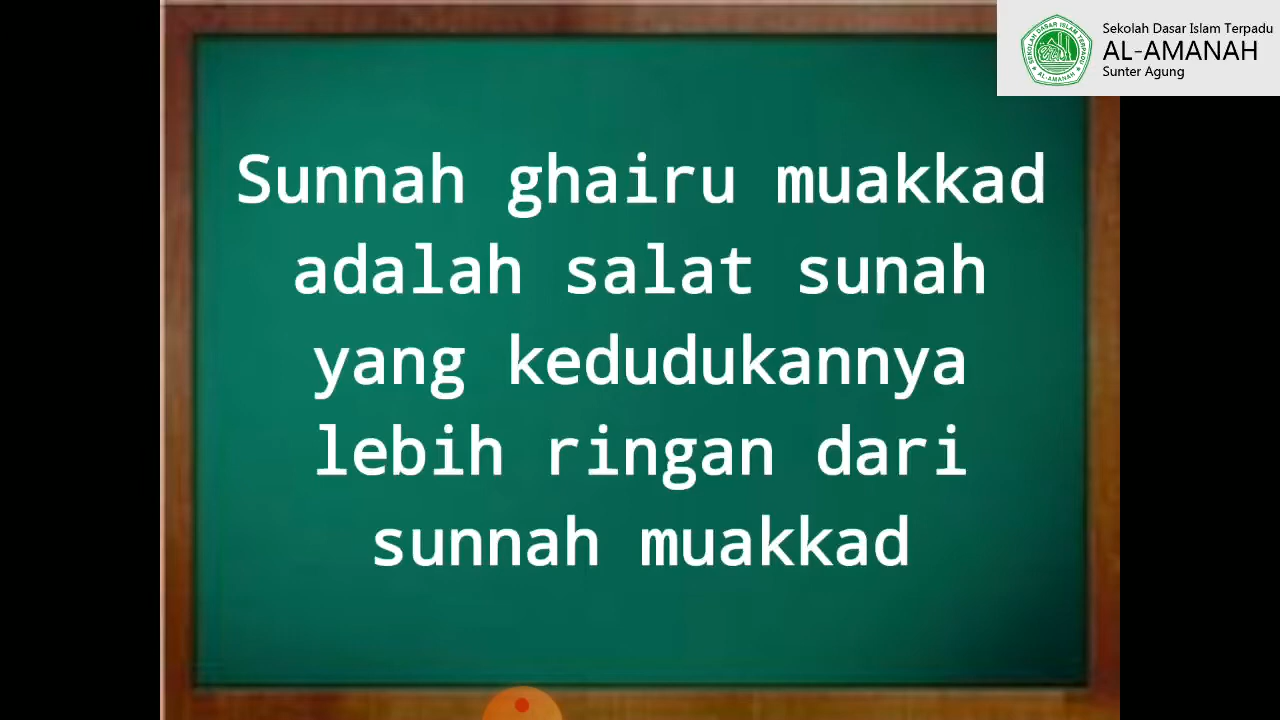 Sekolah Dasar Islam Terpadu
AL-AMANAH
Sunter Agung
Sunnah ghairu muakkad
adalah salat sunah
yang kedudukannya
lebih ringan dari
sunnah muakkad